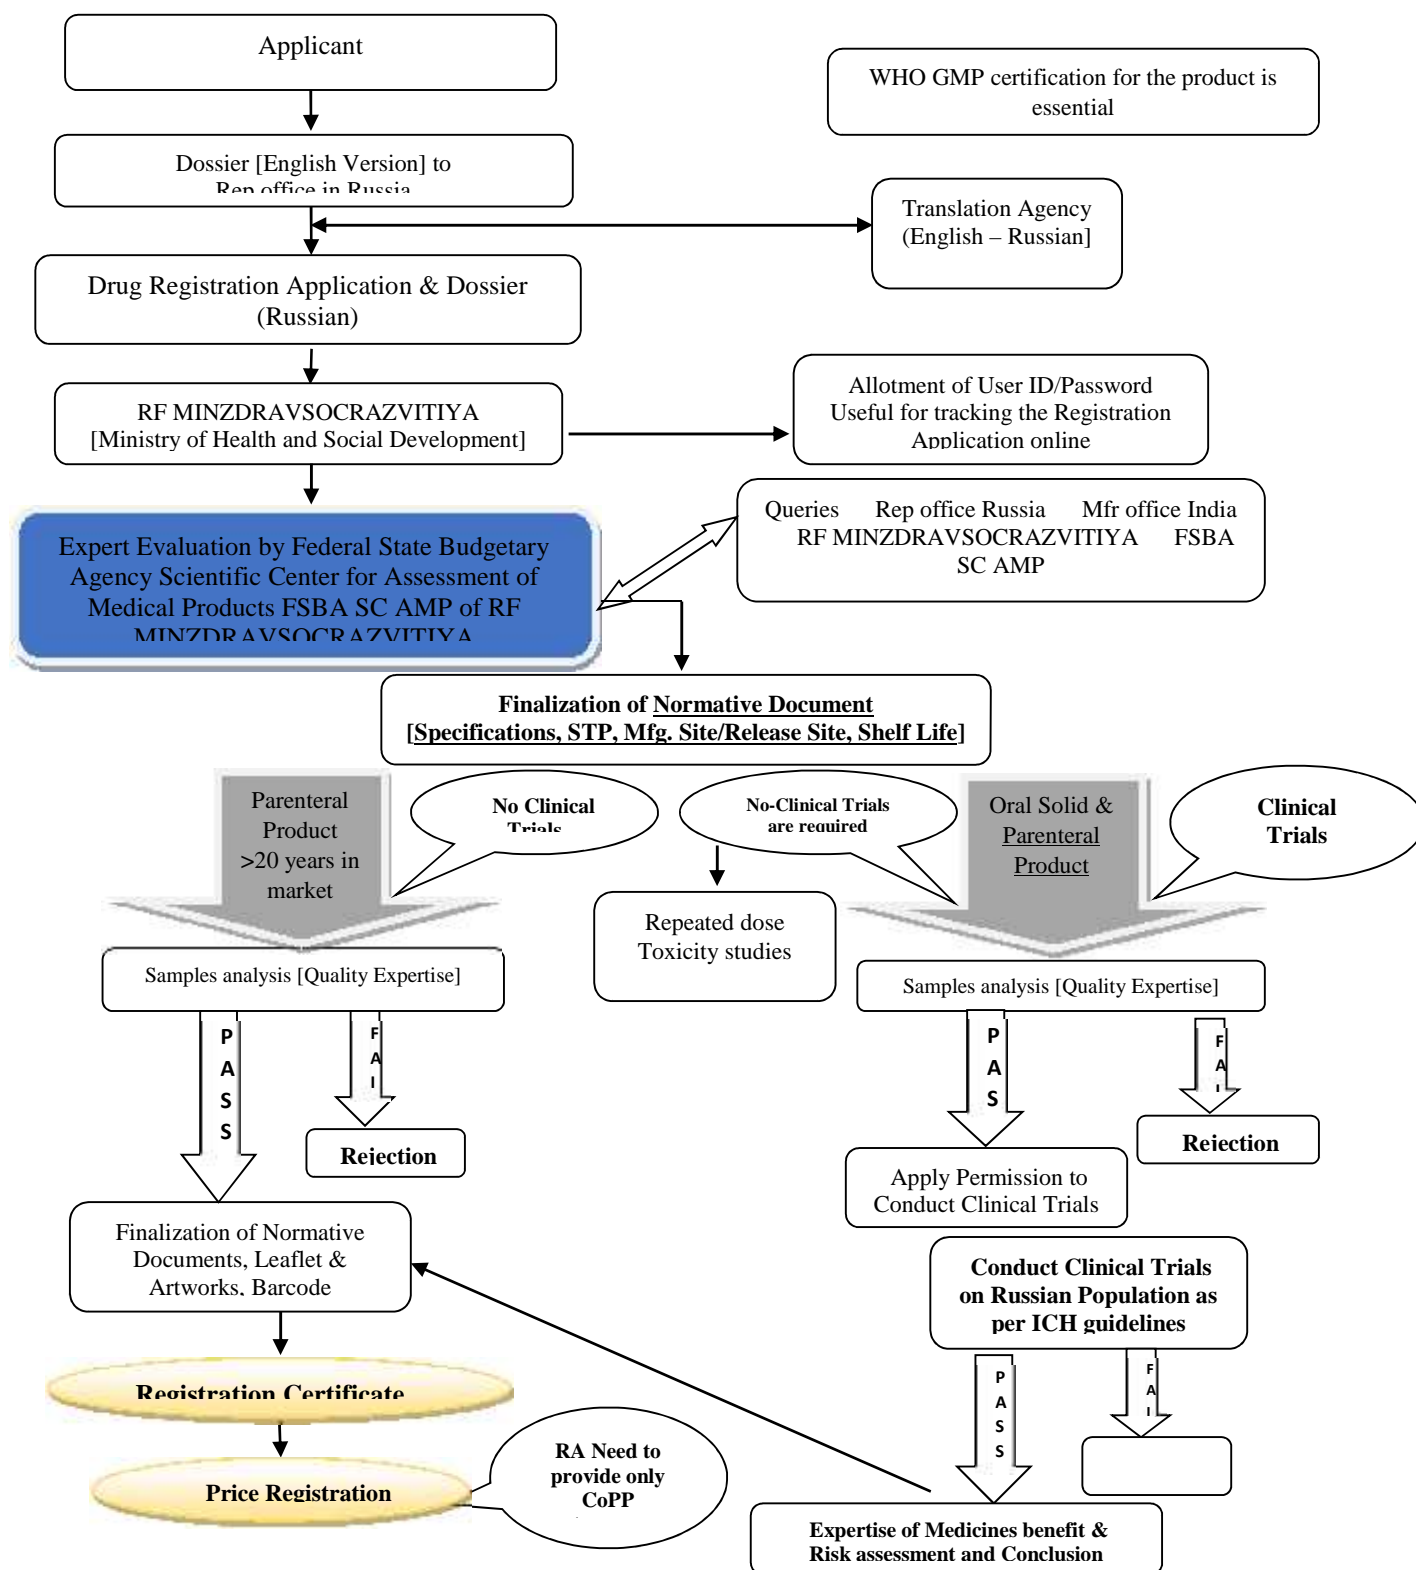 Applicant
WHO GMP certification for the product is
essential
Dossier [English Version] to
Rep office in Russia
Translation Agency
(English – Russian]
Drug Registration Application & Dossier
(Russian)
RF MINZDRAVSOCRAZVITIYA
[Ministry of Health and Social Development]
Allotment of User ID/Password
Useful for tracking the Registration
Application online
Queries Rep office Russia Mfr office India
RF MINZDRAVSOCRAZVITIYA FSBA
SC AMP
Expert Evaluation by Federal State Budgetary
Agency Scientific Center for Assessment of
Medical Products FSBA SC AMP of RF
MINZDRAVSOCRAZVITIYA
Finalization of Normative Document
[Specifications, STP, Mfg. Site/Release Site, Shelf Life]
Parenteral
Product
>20 years in
market
No Clinical
Trials
No-Clinical Trials
are required
Oral Solid &
Parenteral
Product
Clinical
Trials
Repeated dose
Toxicity studies
Samples analysis [Quality Expertise]
Samples analysis [Quality Expertise]
P
A
S
S
F
A
I
P
A
S
F
A
I
Rejection
Rejection
Apply Permission to
Conduct Clinical Trials
Finalization of Normative
Documents, Leaflet &
Artworks, Barcode
Conduct Clinical Trials
on Russian Population as
per ICH guidelines
P
A
S
S
F
A
I
Registration Certificate
Price Registration
RA Need to
provide only
CoPP
Expertise of Medicines benefit &
Risk assessment and Conclusion